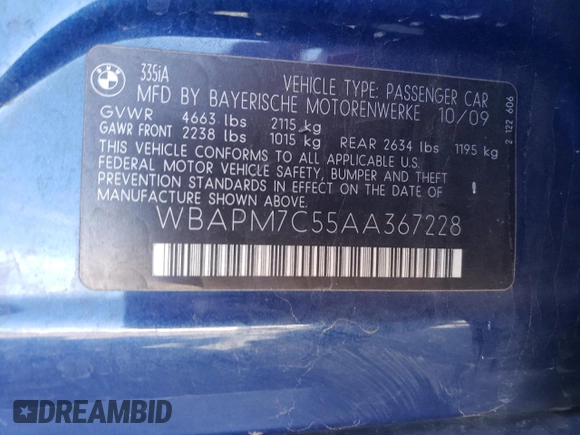 BMW
335iA
VEHICLE TYPE: PASSENGER CAR
MFD BY BAYERISCHE MOTORENWERKE 10/09
GVWR 4663 lbs 2115 kg
GAWR FRONT 2238 lbs 1015 kg REAR 2634 lbs 1195 kg
THIS VEHICLE CONFORMS TO ALL APPLICABLE U.S.
FEDERAL MOTOR VEHICLE SAFETY, BUMPER AND THEFT
PREVENTION STANDARDS IN EFFECT ON THE DATE OF
MANUFACTURE SHOWN ABOVE.
WBAPM7C55AA367228
2 122 606
DREAMBID